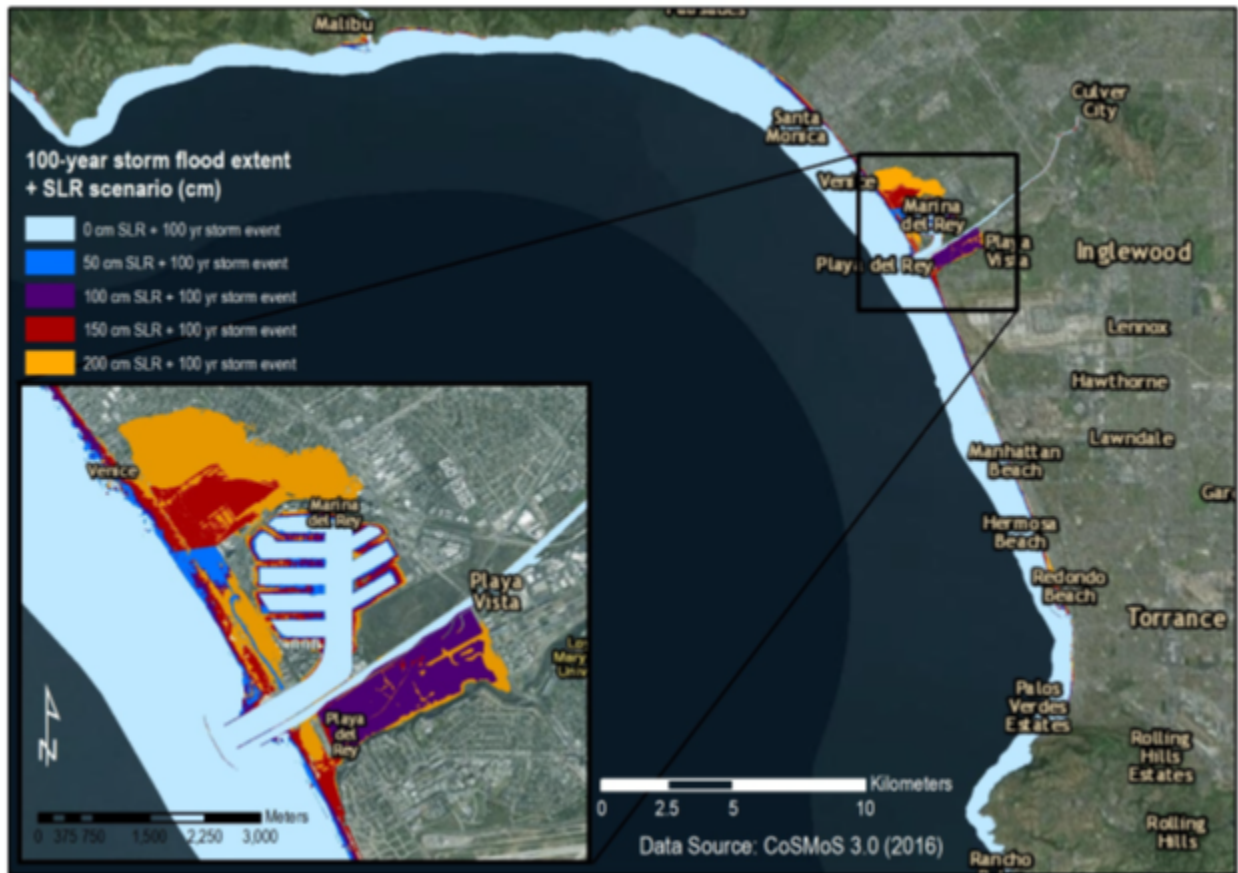 Malibu
Culver
City
Santa
Monica
100-year storm flood extent
+ SLR scenario (cm)
0 cm SLR + 100 yr storm event
50 cm SLR + 100 yr storm event
100 cm SLR + 100 yr storm event
150 cm SLR + 100 yr storm event
200 cm SLR + 100 yr storm event
Venice
Marina
del Rey
Playa
Vista
Playa del Rey
Inglewood
Lennox
Hawthorne
Lawndale
Manhattan
Beach
Hermosa
Beach
Redondo
Beach
Torrance
Palos
Verdes
Estates
Rolling
Hills
Estates
Rolling
Hills
Rancho
Venice
Marina
del Rey
Playa
Vista
Playa
del
Rey
N
Meters
0 375 750 1,500 2,250 3,000
Kilometers
0 2.5 5 10
Data Source: CoSMoS 3.0 (2016)